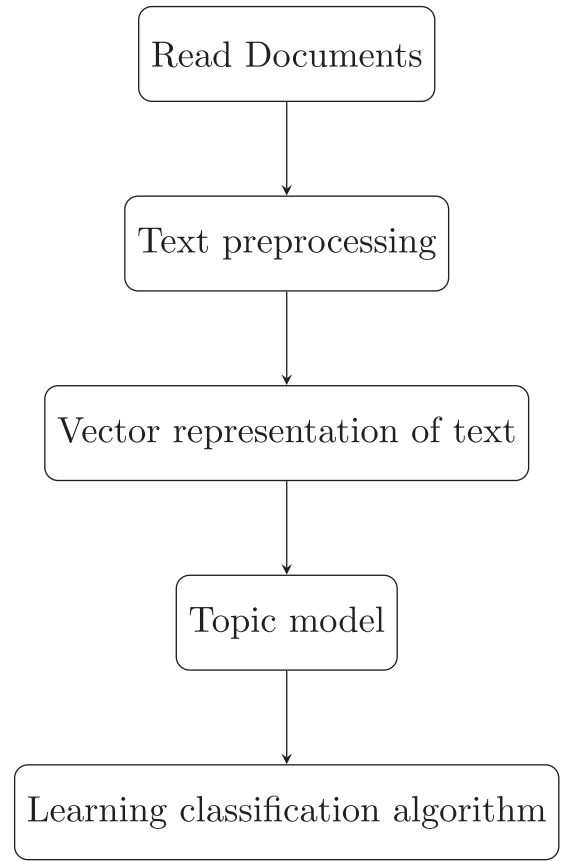 Read Documents
Text preprocessing
Vector representation of text
Topic model
Learning classification algorithm